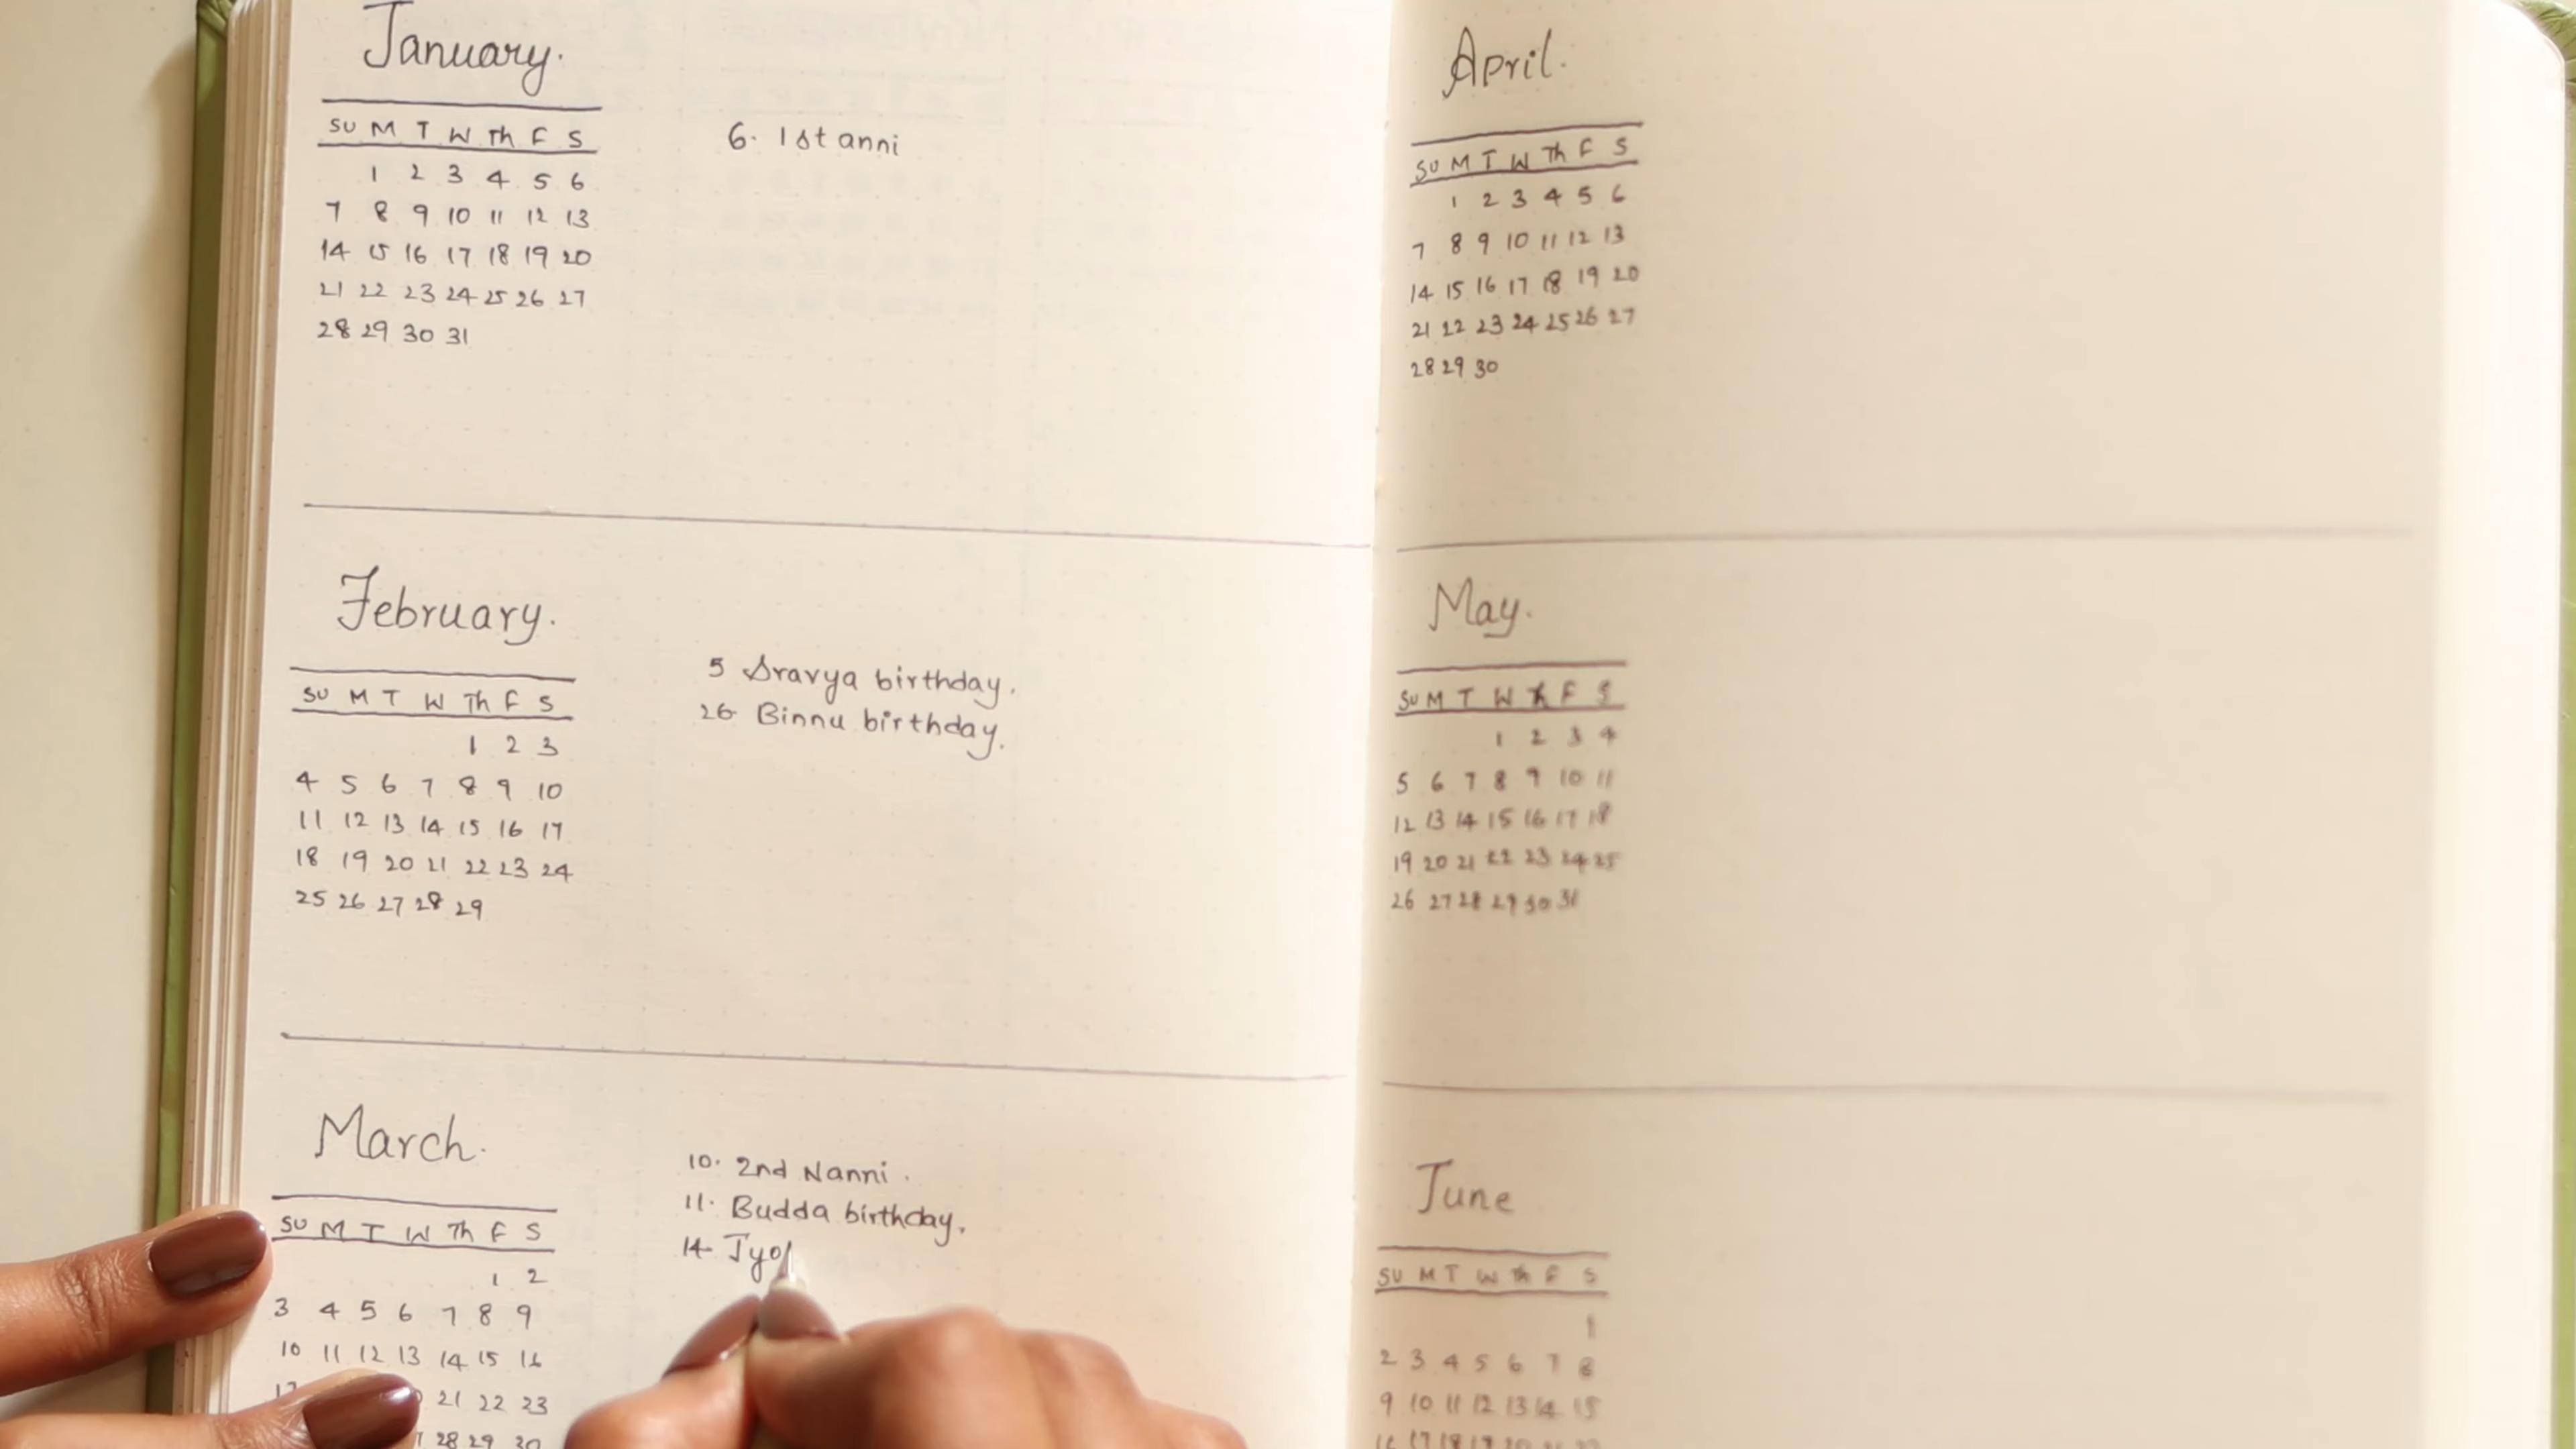 January.
SU M T W Th F S
1 2 3 4 5 6
7 8 9 10 11 12 13
14 15 16 17 18 19 20
21 22 23 24 25 26 27
28 29 30 31
6. 1st anni
February.
SU M T W Th F S
1 2 3
4 5 6 7 8 9 10
11 12 13 14 15 16 17
18 19 20 21 22 23 24
25 26 27 28 29
5 Sravya birthday.
26. Binnu birthday.
March.
SU M T W Th F S
1 2
3 4 5 6 7 8 9
10 11 12 13 14 15 16
21 22 23
28 29 30
10. 2nd Nanni.
11. Budda birthday.
14. Jyo
April.
SU M T W Th F S
1 2 3 4 5 6
7 8 9 10 11 12 13
14 15 16 17 18 19 20
21 22 23 24 25 26 27
28 29 30
May.
SU M T W Th F S
1 2 3 4
5 6 7 8 9 10 11
12 13 14 15 16 17 18
19 20 21 22 23 24 25
26 27 28 29 30 31
June
SU M T W Th F S
1
2 3 4 5 6 7 8
9 10 11 12 13 14 15